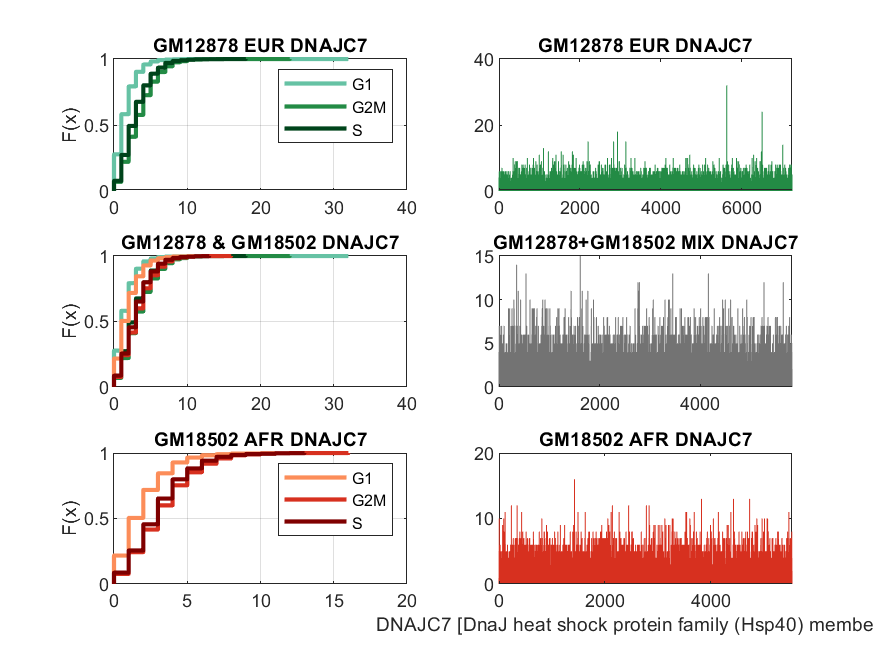 GM12878 EUR DNAJC7
F(x)
1
0.5
0
0 10 20 30 40
G1
G2M
S
GM12878 EUR DNAJC7
40
20
0
0 2000 4000 6000
GM12878 & GM18502 DNAJC7
F(x)
1
0.5
0
0 10 20 30 40
GM12878+GM18502 MIX DNAJC7
15
10
5
0
0 2000 4000
GM18502 AFR DNAJC7
F(x)
1
0.5
0
0 5 10 15 20
G1
G2M
S
GM18502 AFR DNAJC7
20
10
0
0 2000 4000
DNAJC7 [DnaJ heat shock protein family (Hsp40) membe